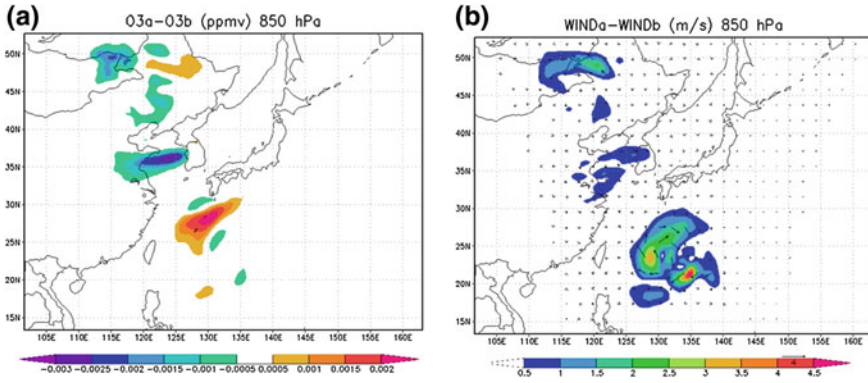 (a)
O3a-O3b (ppmv) 850 hPa
50N
45N
40N
35N
30N
25N
20N
15N
105E 110E 115E 120E 125E 130E 135E 140E 145E 150E 155E 160E
-0.003 -0.0025 -0.002 -0.0015 -0.001 -0.0005 0.0005 0.001 0.0015 0.002
(b)
WINDa-WINDb (m/s) 850 hPa
50N
45N
40N
35N
30N
25N
20N
15N
105E 110E 115E 120E 125E 130E 135E 140E 145E 150E 155E 160E
4
0.5 1 1.5 2 2.5 3 3.5 4 4.5